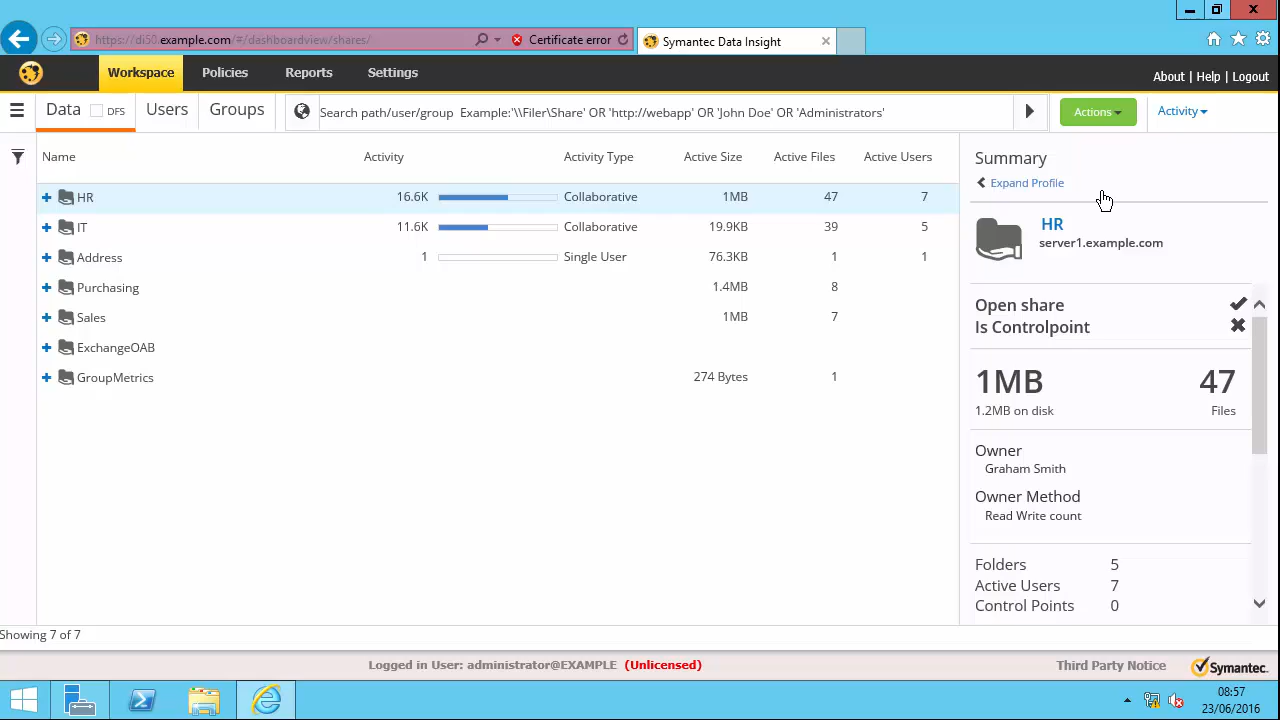 https://di50.example.com/#/dashboardview/shares/
Certificate error
Symantec Data Insight
Workspace
Policies
Reports
Settings
About | Help | Logout
Data
DFS
Users
Groups
Search path/user/group Example:'\\Filer\Share' OR 'http://webapp' OR 'John Doe' OR 'Administrators'
Actions
Activity
Name
Activity
Activity Type
Active Size
Active Files
Active Users
HR 16.6K Collaborative 1MB 47 7
IT 11.6K Collaborative 19.9KB 39 5
Address 1 Single User 76.3KB 1 1
Purchasing 1.4MB 8
Sales 1MB 7
ExchangeOAB
GroupMetrics 274 Bytes 1
Summary
Expand Profile
HR
server1.example.com
Open share
Is Controlpoint
1MB
47
1.2MB on disk
Files
Owner
Graham Smith
Owner Method
Read Write count
Folders 5
Active Users 7
Control Points 0
Showing 7 of 7
Logged in User: administrator@EXAMPLE (Unlicensed)
Third Party Notice
Symantec.
08:57
23/06/2016